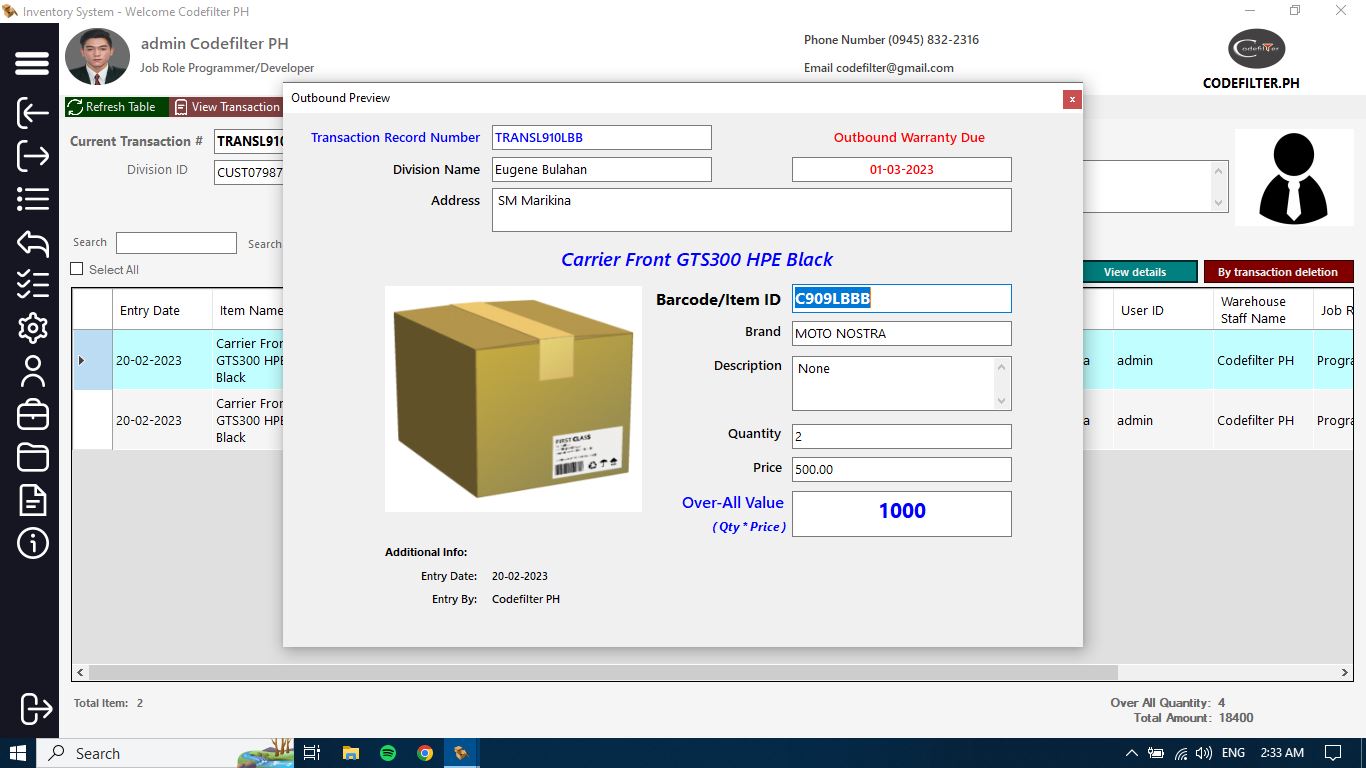 Inventory System - Welcome Codefilter PH
admin Codefilter PH
Job Role Programmer/Developer
Phone Number (0945) 832-2316
Email codefilter@gmail.com
Codefilter
CODEFILTER.PH
Refresh Table
View Transaction
Current Transaction #
TRANSL910
Division ID
CUST07987
Search
Search
Select All
View details
By transaction deletion
Entry Date
Item Name
User ID
Warehouse
Staff Name
Job R
20-02-2023
Carrier Fron
GTS300 HPE
Black
a
admin
Codefilter PH
Progra
20-02-2023
Carrier Fron
GTS300 HPE
Black
a
admin
Codefilter PH
Progra
Outbound Preview
x
Transaction Record Number
TRANSL910LBB
Outbound Warranty Due
Division Name
Eugene Bulahan
01-03-2023
Address
SM Marikina
Carrier Front GTS300 HPE Black
FIRST CLASS
Barcode/Item ID
C909LBBB
Brand
MOTO NOSTRA
Description
None
Quantity
2
Price
500.00
Over-All Value
( Qty * Price )
1000
Additional Info:
Entry Date:
20-02-2023
Entry By:
Codefilter PH
Total Item: 2
Over All Quantity: 4
Total Amount: 18400
Search
ENG
2:33 AM